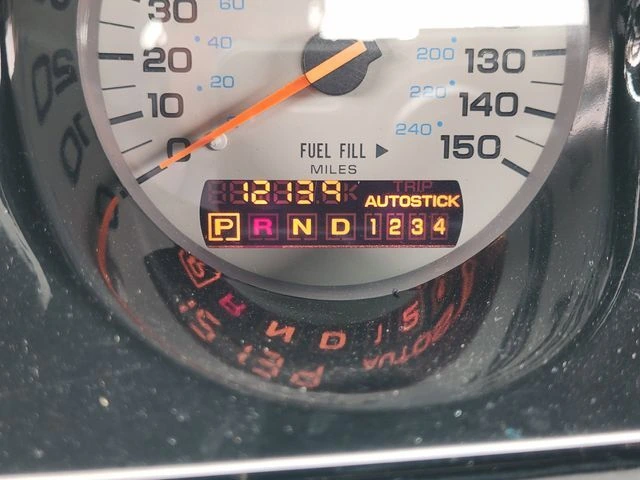 30 60
20 40 200 130
10 20 220 140
0 240 150
FUEL FILL ▶
MILES
12139 K TRIP
AUTOSTICK
P R N D 1 2 3 4